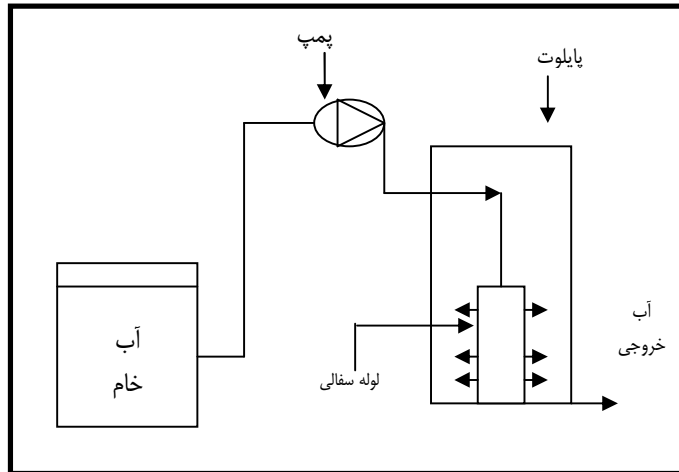 پمپ
پایلوت
آب
خروجی
آب
خام
لوله سفالی